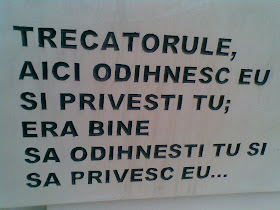 TRECATORULE,
AICI ODIHNESC EU
SI PRIVESTI TU;
ERA BINE
SA ODIHNESTI TU SI
SA PRIVESC EU...